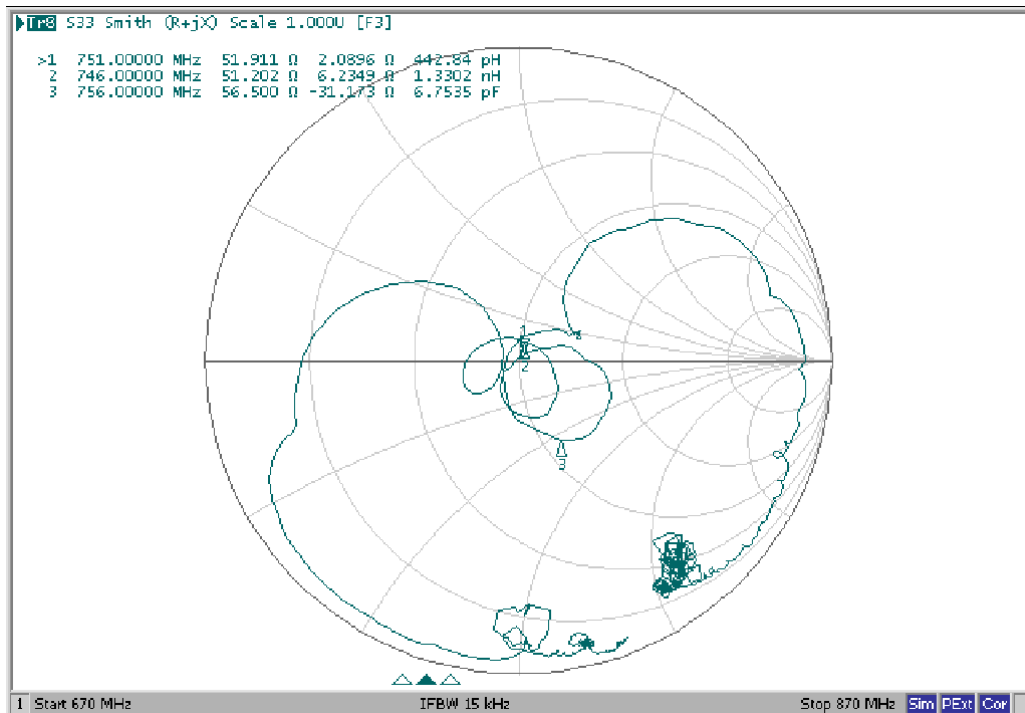 Tr8 S33 Smith (R+jX) Scale 1.000U [F3]
>1 751.00000 MHz 51.911 Ω 2.0896 Ω 442.84 pH
2 746.00000 MHz 51.202 Ω 6.2349 Ω 1.3302 nH
3 756.00000 MHz 56.500 Ω -31.173 Ω 6.7535 pF
1
2
3
1 Start 670 MHz IFBW 15 kHz Stop 870 MHz Sim PExt Cor